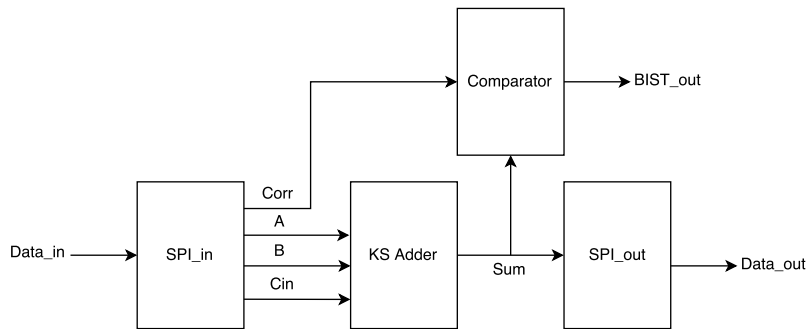 Comparator
BIST_out
Corr
A
Data_in
SPI_in
B
KS Adder
Sum
SPI_out
Data_out
Cin